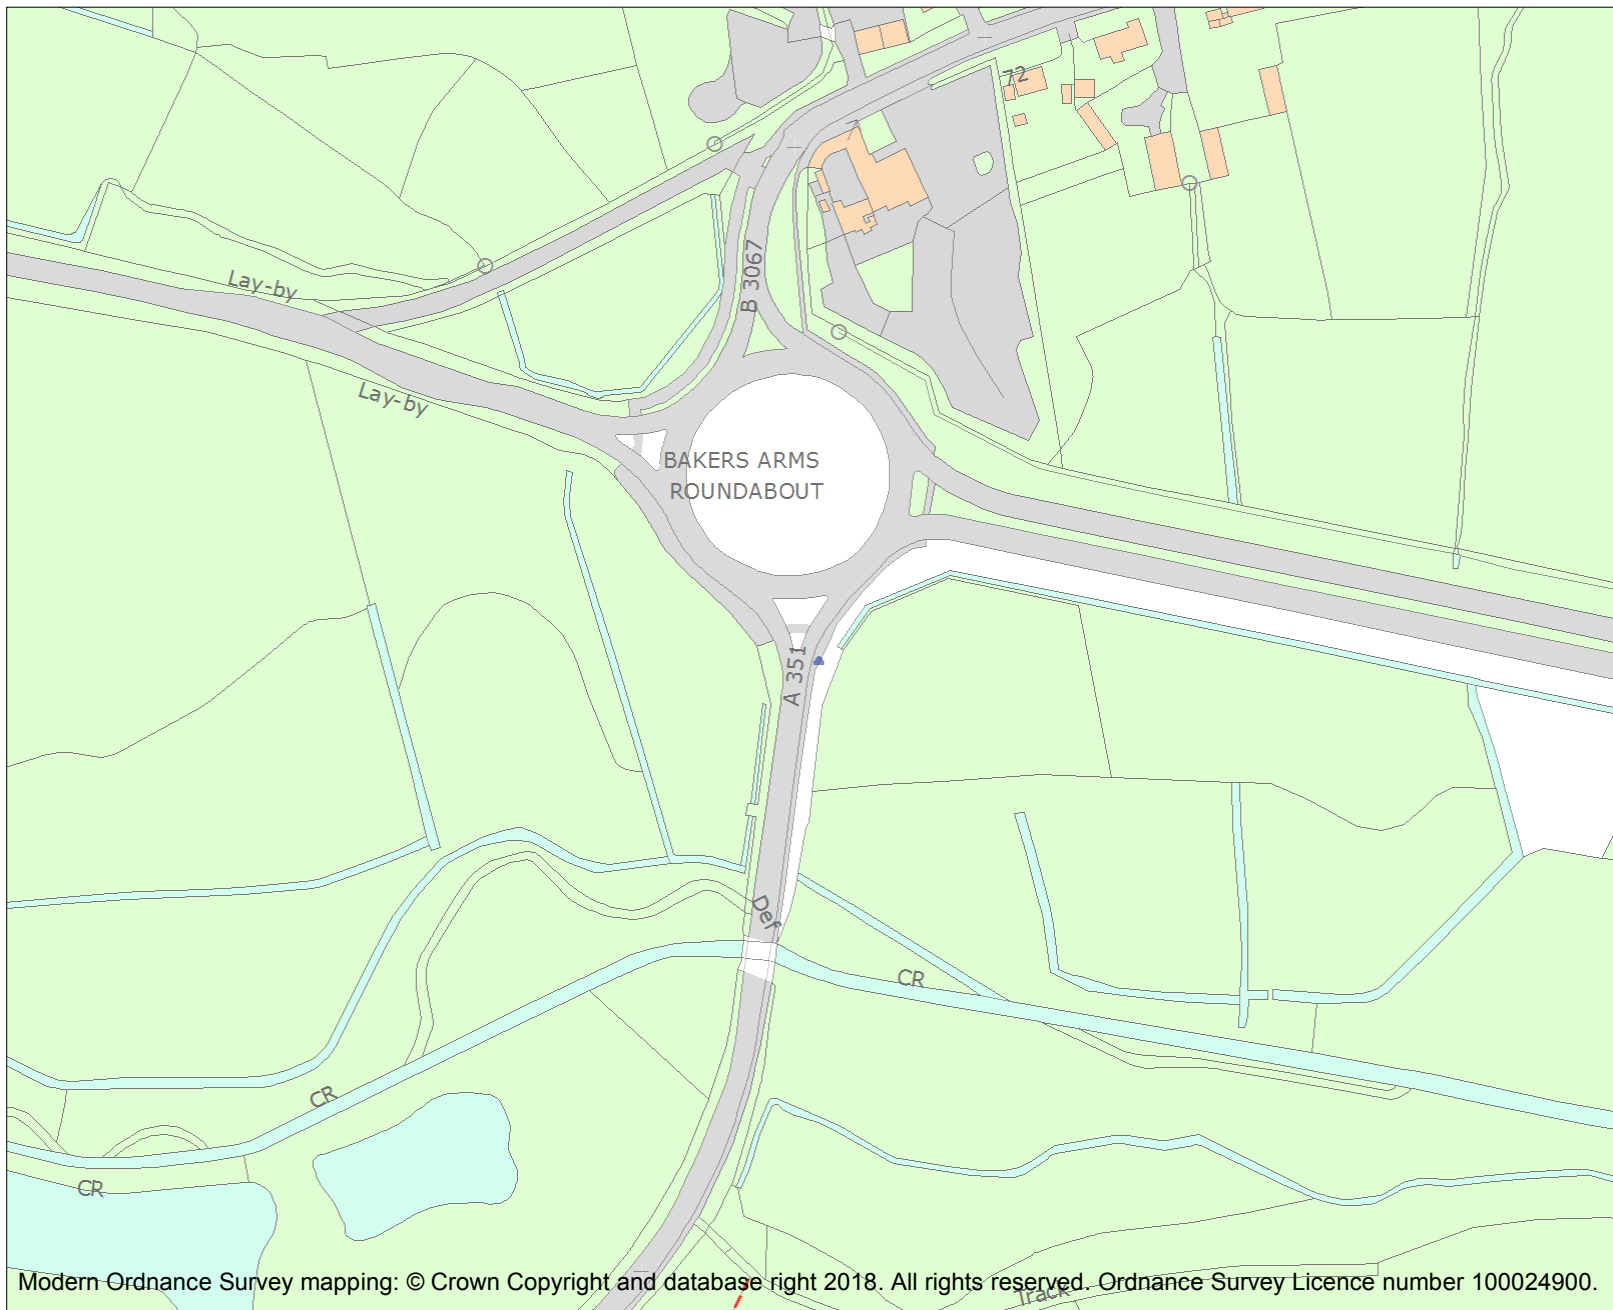 72
Lay-by
B 3067
Lay-by
BAKERS ARMS
ROUNDABOUT
A 351
Def
CR
CR
CR
Track
Modern Ordnance Survey mapping: © Crown Copyright and database right 2018. All rights reserved. Ordnance Survey Licence number 100024900.